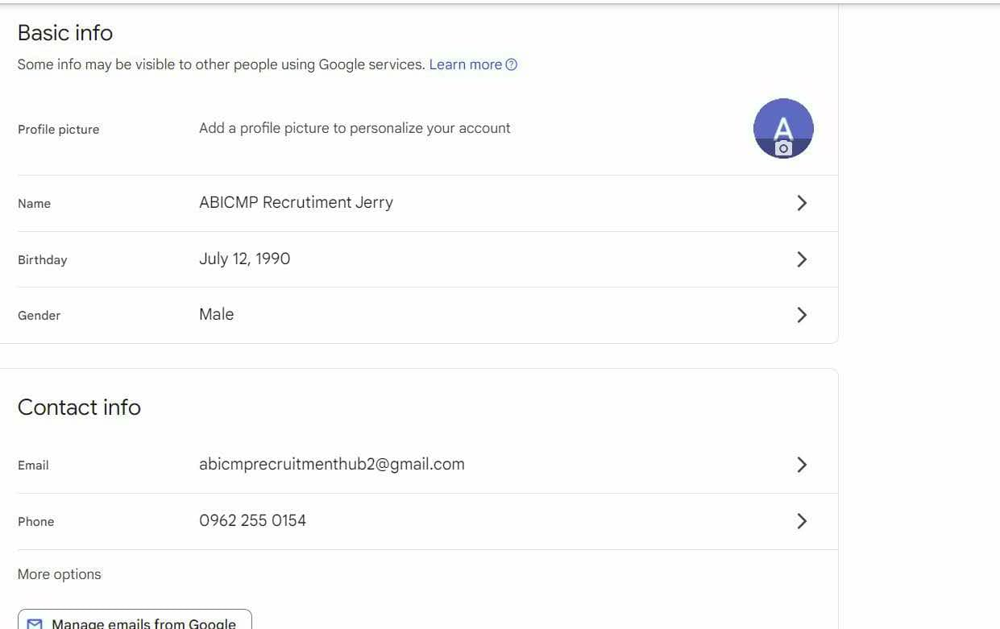 Basic info
Some info may be visible to other people using Google services. Learn more
Profile picture
Add a profile picture to personalize your account
A
Name
ABICMP Recrutiment Jerry
Birthday
July 12, 1990
Gender
Male
Contact info
Email
abicmprecruitmenthub2@gmail.com
Phone
0962 255 0154
More options
Manage emails from Google